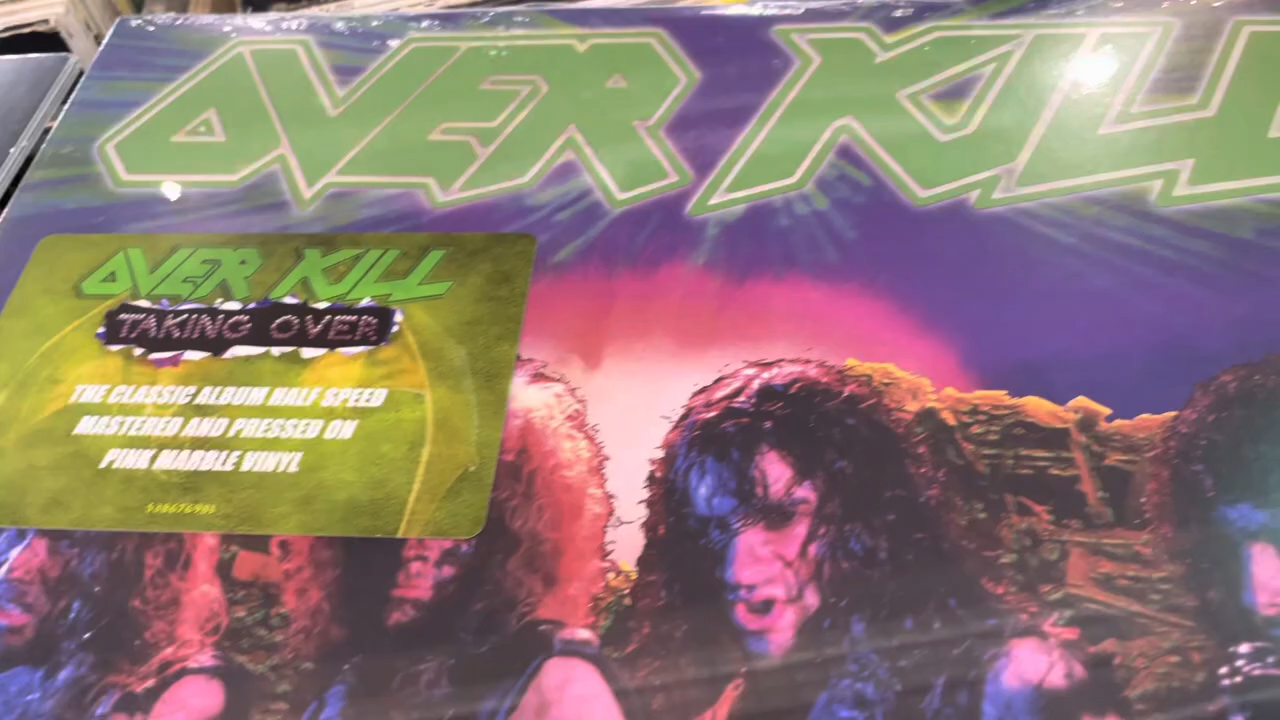 OVER KILL
OVER KILL
TAKING OVER
THE CLASSIC ALBUM HALF SPEED
MASTERED AND PRESSED ON
PINK MARBLE VINYL